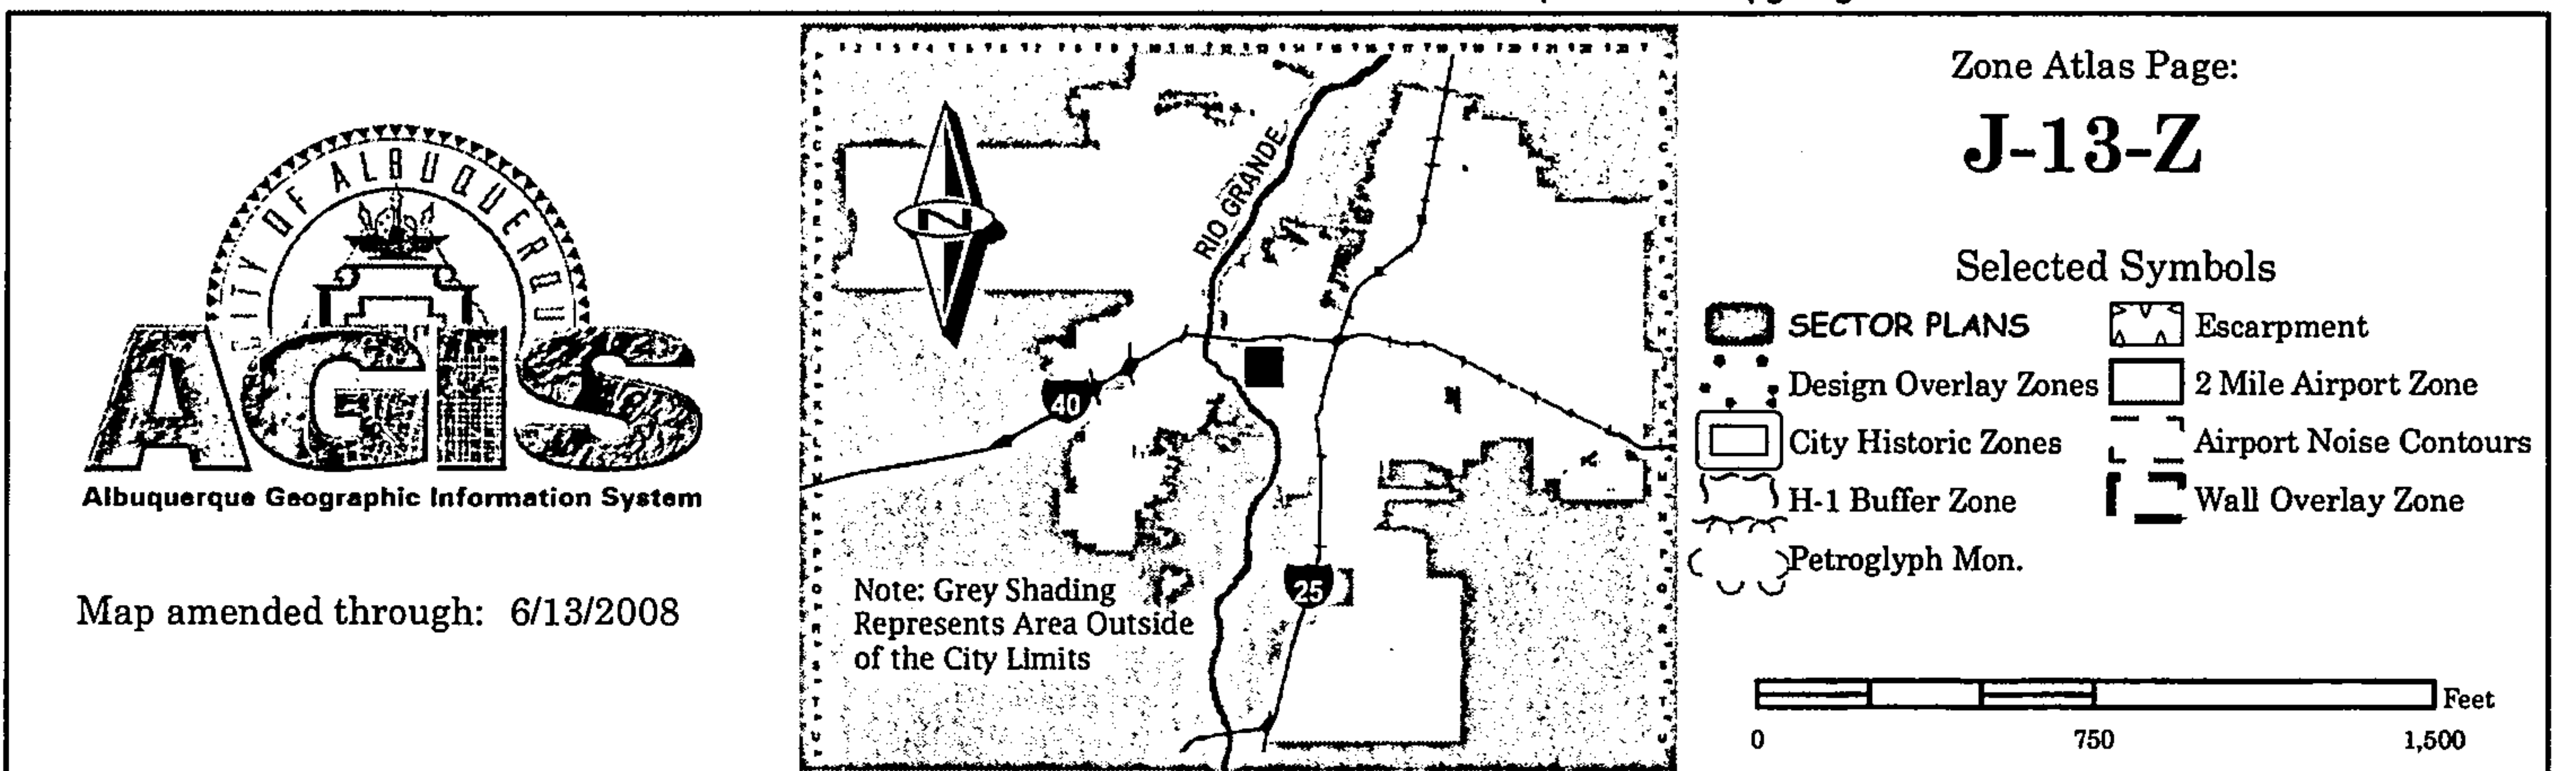 CITY OF ALBUQUERQUE
AGIS
Albuquerque Geographic Information System
Map amended through: 6/13/2008
RIO GRANDE
N
40
25
Note: Grey Shading
Represents Area Outside
of the City Limits
Zone Atlas Page:
J-13-Z
Selected Symbols
SECTOR PLANS
Escarpment
Design Overlay Zones
2 Mile Airport Zone
City Historic Zones
Airport Noise Contours
H-1 Buffer Zone
Wall Overlay Zone
Petroglyph Mon.
Feet
0 750 1,500